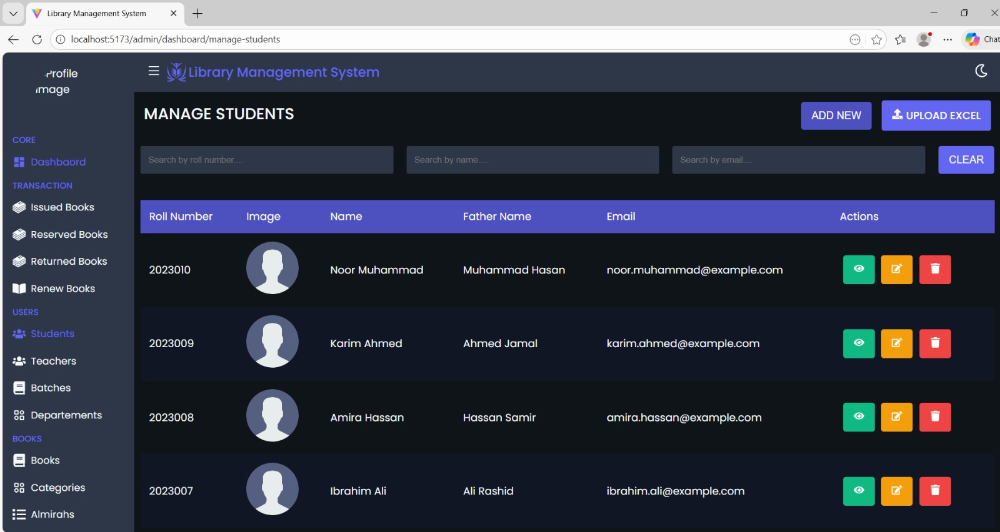 Library Management System
localhost:5173/admin/dashboard/manage-students
Chat
Profile
Image
Library Management System
CORE
Dashbaord
TRANSACTION
Issued Books
Reserved Books
Returned Books
Renew Books
USERS
Students
Teachers
Batches
Departements
BOOKS
Books
Categories
Almirahs
MANAGE STUDENTS
ADD NEW
UPLOAD EXCEL
Search by roll number....
Search by name....
Search by email....
CLEAR
Roll Number Image Name Father Name Email Actions
2023010 Noor Muhammad Muhammad Hasan noor.muhammad@example.com
2023009 Karim Ahmed Ahmed Jamal karim.ahmed@example.com
2023008 Amira Hassan Hassan Samir amira.hassan@example.com
2023007 Ibrahim Ali Ali Rashid ibrahim.ali@example.com